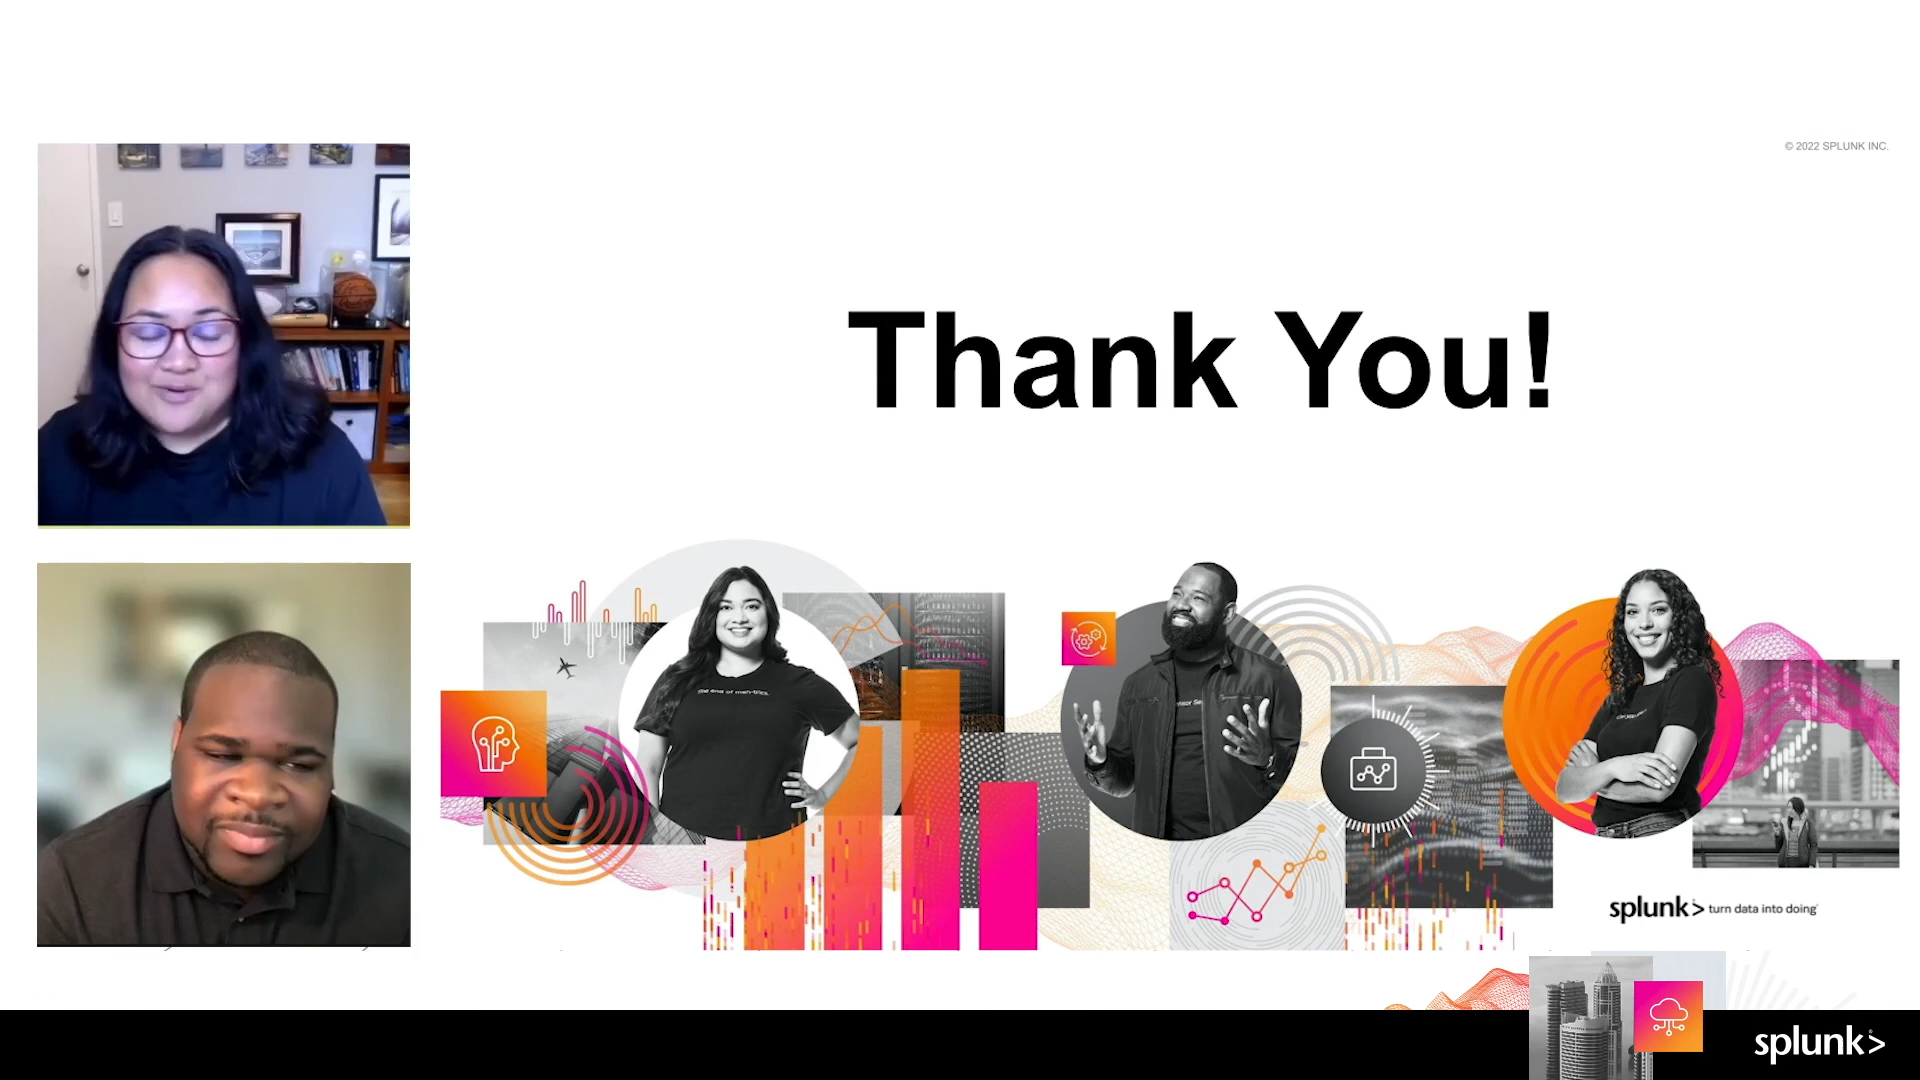 © 2022 SPLUNK INC.
Thank You!
splunk> turn data into doing
splunk>